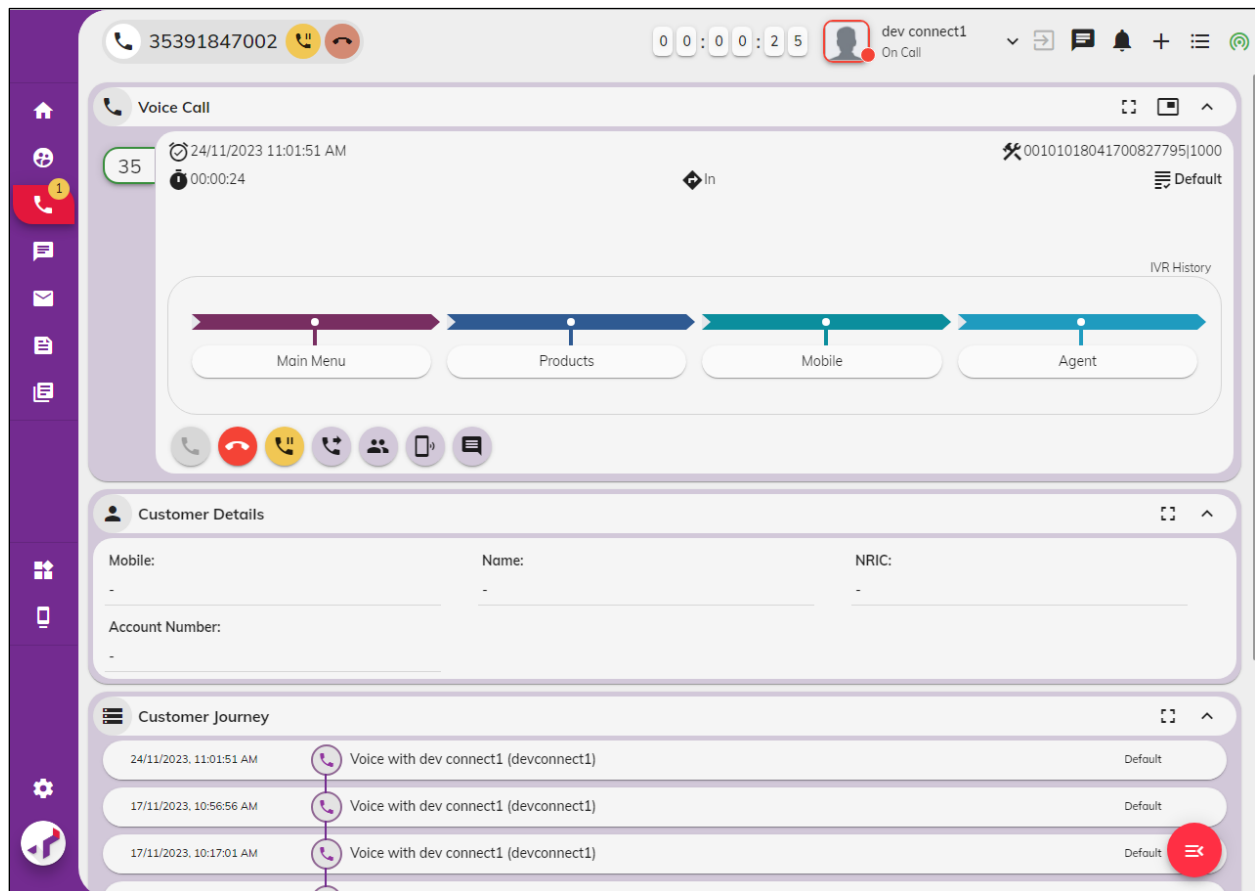 35391847002
0 0 : 0 0 : 2 5
dev connect1
On Call
Voice Call
1
35
24/11/2023 11:01:51 AM
00101018041700827795|1000
00:00:24
In
Default
IVR History
Main Menu
Products
Mobile
Agent
Customer Details
Mobile:
Name:
NRIC:
-
-
-
Account Number:
-
Customer Journey
24/11/2023, 11:01:51 AM
Voice with dev connect1 (devconnect1)
Default
17/11/2023, 10:56:56 AM
Voice with dev connect1 (devconnect1)
Default
17/11/2023, 10:17:01 AM
Voice with dev connect1 (devconnect1)
Default